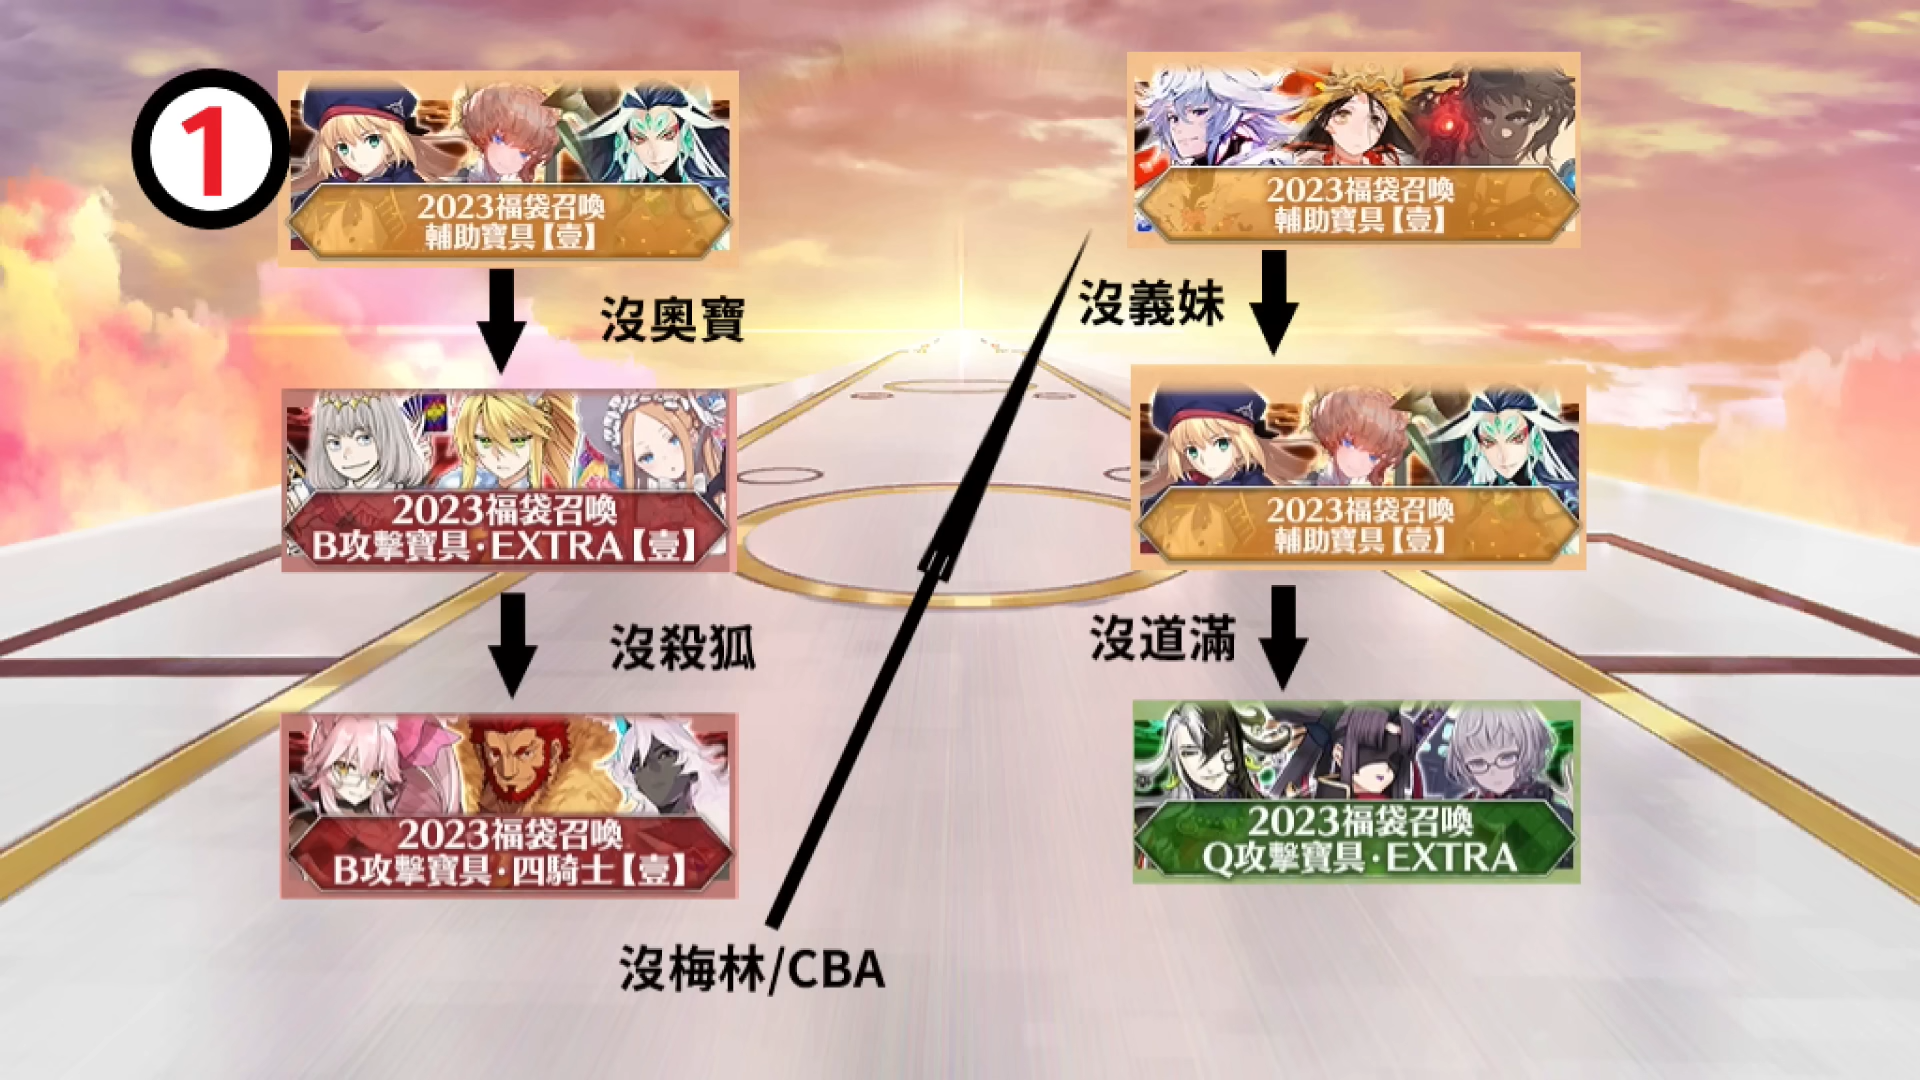 1
2023福袋召喚
輔助寶具【壹】
沒奧寶
2023福袋召喚
B攻擊寶具·EXTRA【壹】
沒殺狐
2023福袋召喚
B攻擊寶具·四騎士【壹】
沒梅林/CBA
2023福袋召喚
輔助寶具【壹】
沒義妹
2023福袋召喚
輔助寶具【壹】
沒道滿
2023福袋召喚
Q攻擊寶具·EXTRA